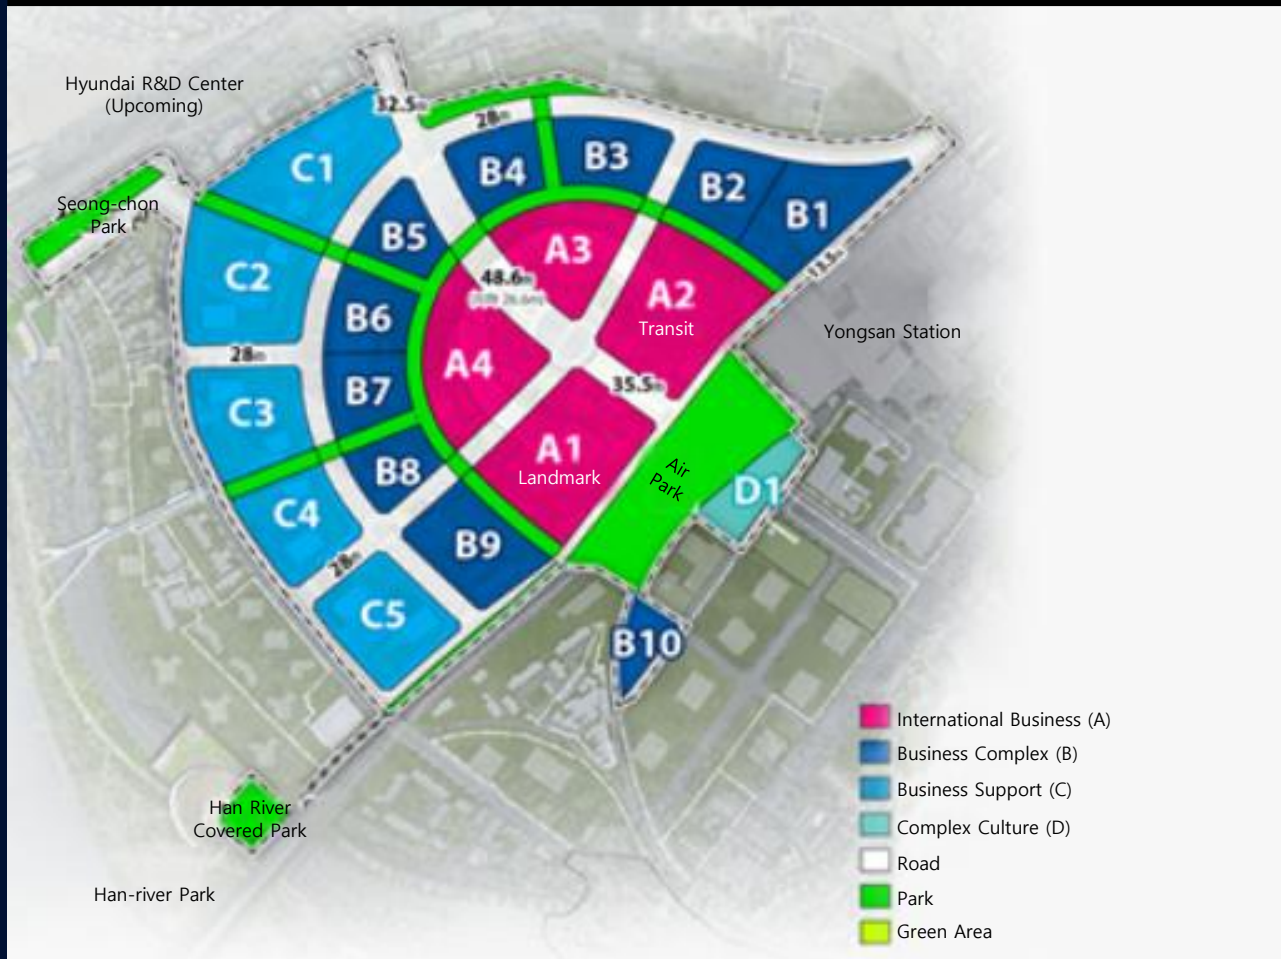 Hyundai R&D Center
(Upcoming)
32.5m
28m
C1
B4
B3
B2
B1
Seong-chon
Park
B5
A3
13.5m
C2
48.6m
A2
Transit
B6
Yongsan Station
28m
A4
35.5m
B7
C3
A1
Landmark
Air
Park
B8
D1
C4
B9
28m
C5
B10
International Business (A)
Business Complex (B)
Business Support (C)
Complex Culture (D)
Road
Park
Green Area
Han River
Covered Park
Han-river Park